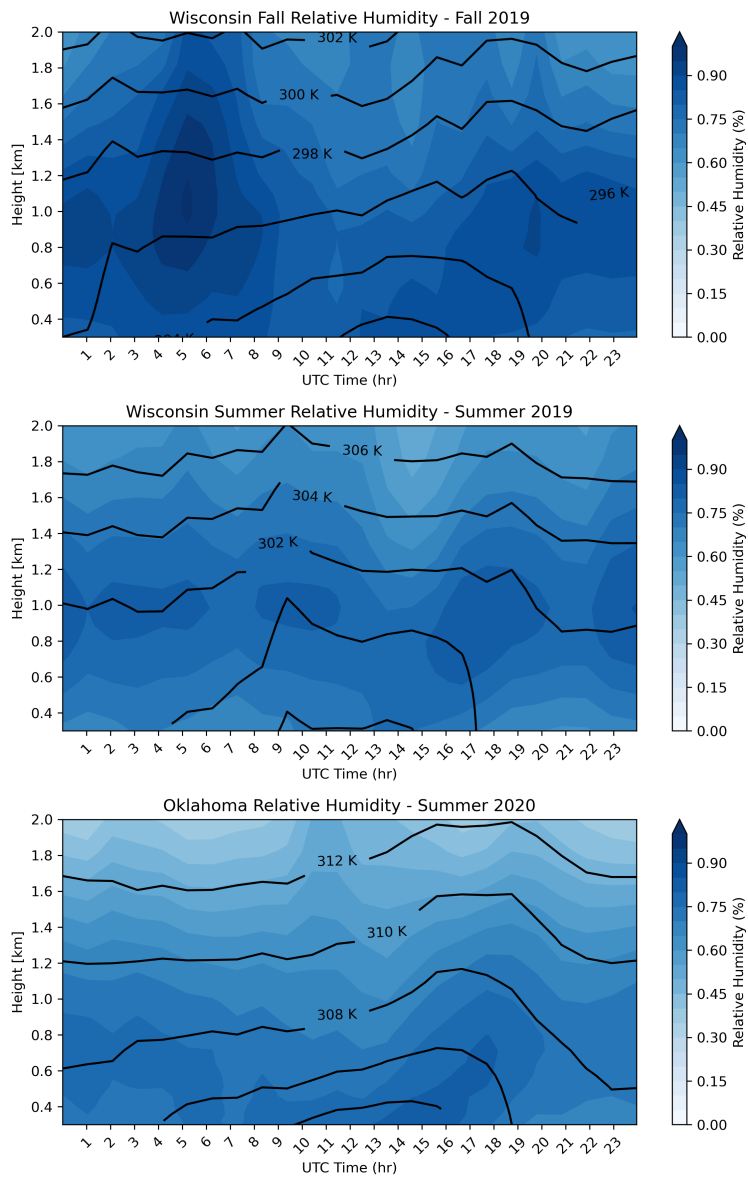 Wisconsin Fall Relative Humidity - Fall 2019
2.0
1.8
1.6
1.4
1.2
1.0
0.8
0.6
0.4
Height [km]
302 K
300 K
298 K
296 K
1 2 3 4 5 6 7 8 9 10 11 12 13 14 15 16 17 18 19 20 21 22 23
UTC Time (hr)
0.90
0.75
0.60
0.45
0.30
0.15
0.00
Relative Humidity (%)
Wisconsin Summer Relative Humidity - Summer 2019
2.0
1.8
1.6
1.4
1.2
1.0
0.8
0.6
0.4
Height [km]
306 K
304 K
302 K
1 2 3 4 5 6 7 8 9 10 11 12 13 14 15 16 17 18 19 20 21 22 23
UTC Time (hr)
0.90
0.75
0.60
0.45
0.30
0.15
0.00
Relative Humidity (%)
Oklahoma Relative Humidity - Summer 2020
2.0
1.8
1.6
1.4
1.2
1.0
0.8
0.6
0.4
Height [km]
312 K
310 K
308 K
1 2 3 4 5 6 7 8 9 10 11 12 13 14 15 16 17 18 19 20 21 22 23
UTC Time (hr)
0.90
0.75
0.60
0.45
0.30
0.15
0.00
Relative Humidity (%)